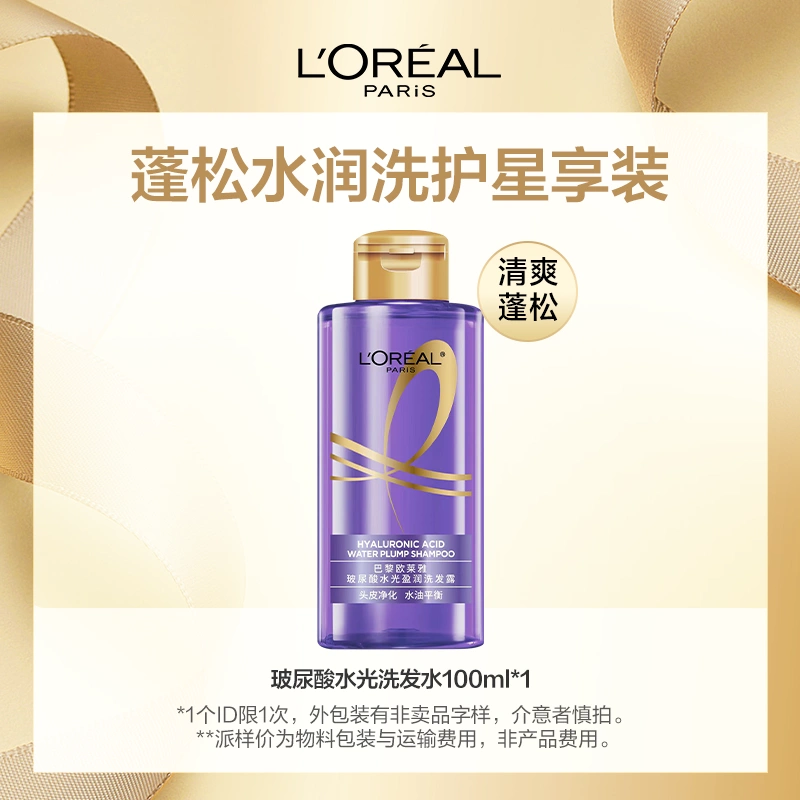 L'ORÉAL
PARiS
蓬松水润洗护星享装
清爽
蓬松
L'ORÉAL®
PARiS
HYALURONIC ACID
WATER PLUMP SHAMPOO
巴黎欧莱雅
玻尿酸水光盈润洗发露
头皮净化 水油平衡
玻尿酸水光洗发水100ml*1
*1个ID限1次，外包装有非卖品字样，介意者慎拍。
**派样价为物料包装与运输费用，非产品费用。